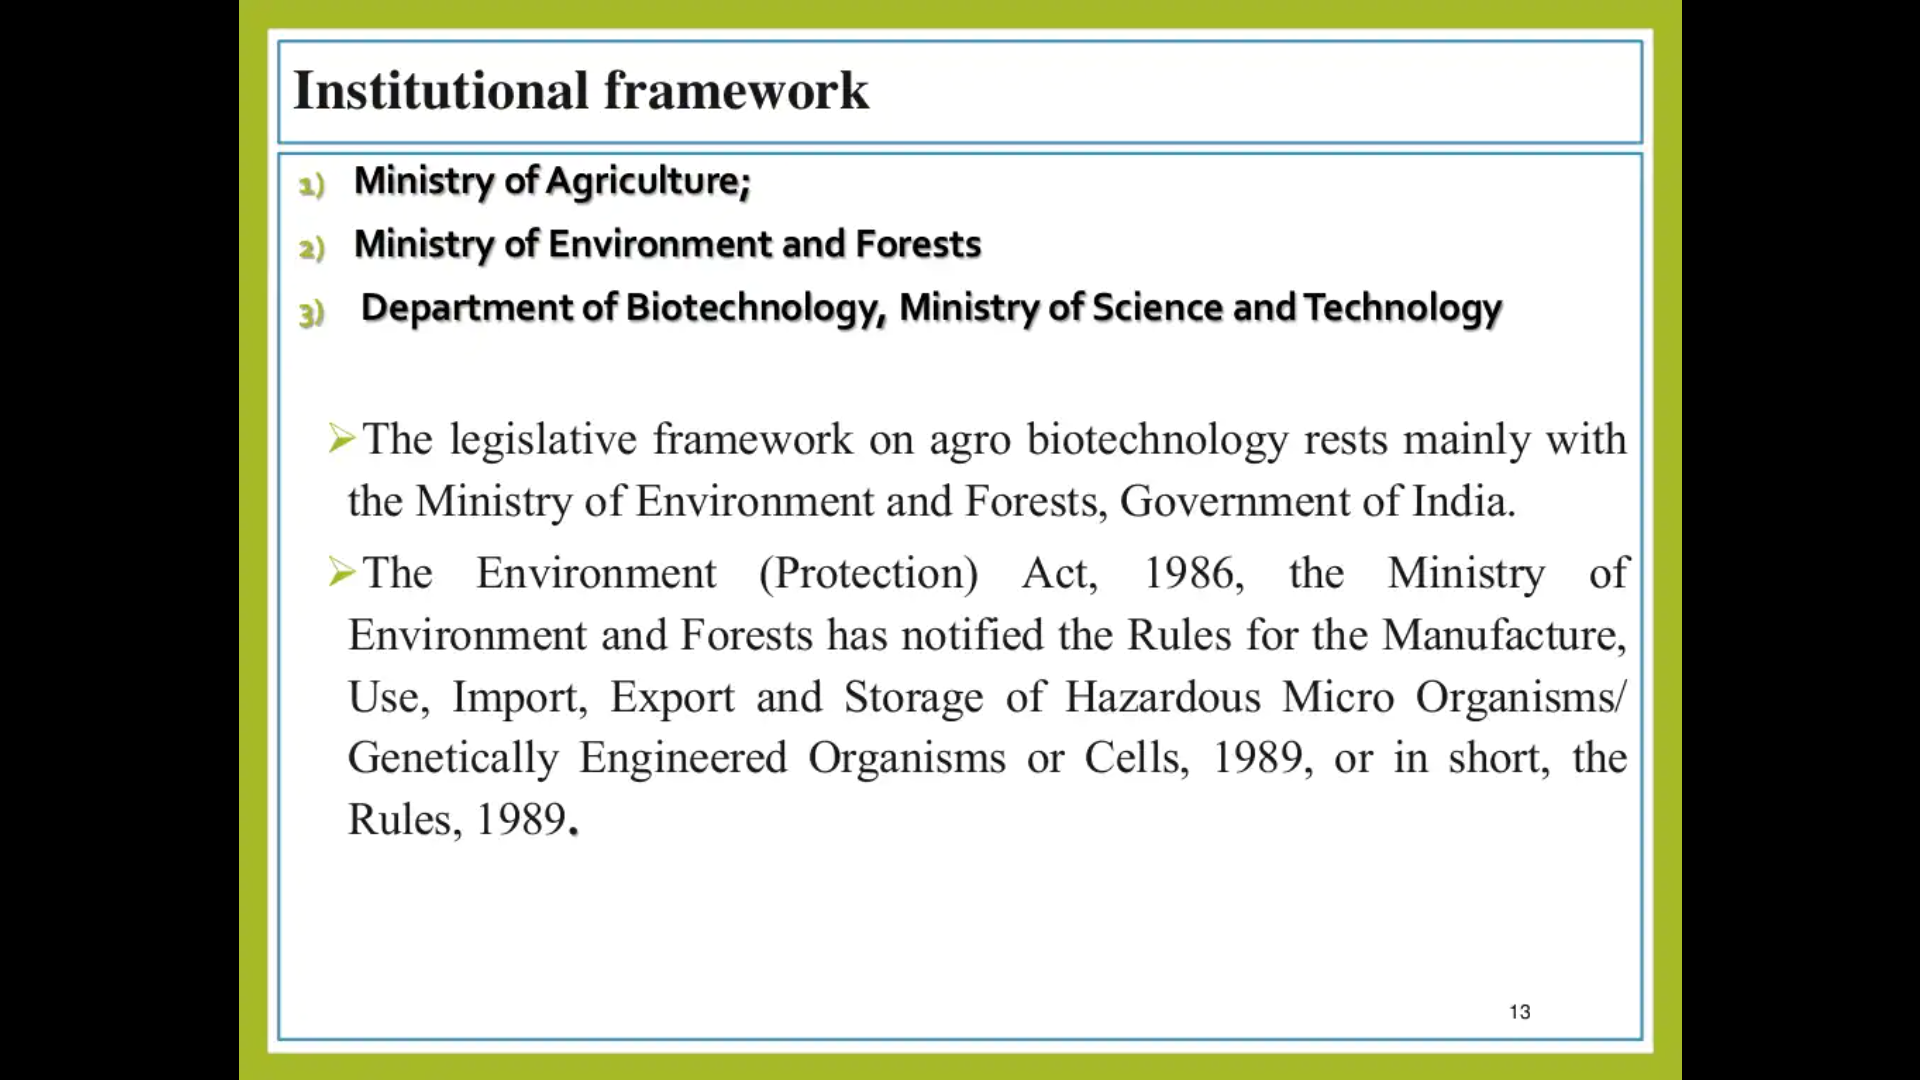 Institutional framework
1) Ministry of Agriculture;
2) Ministry of Environment and Forests
3) Department of Biotechnology, Ministry of Science and Technology
➢The legislative framework on agro biotechnology rests mainly with
the Ministry of Environment and Forests, Government of India.
➢The Environment (Protection) Act, 1986, the Ministry of
Environment and Forests has notified the Rules for the Manufacture,
Use, Import, Export and Storage of Hazardous Micro Organisms/
Genetically Engineered Organisms or Cells, 1989, or in short, the
Rules, 1989.
13